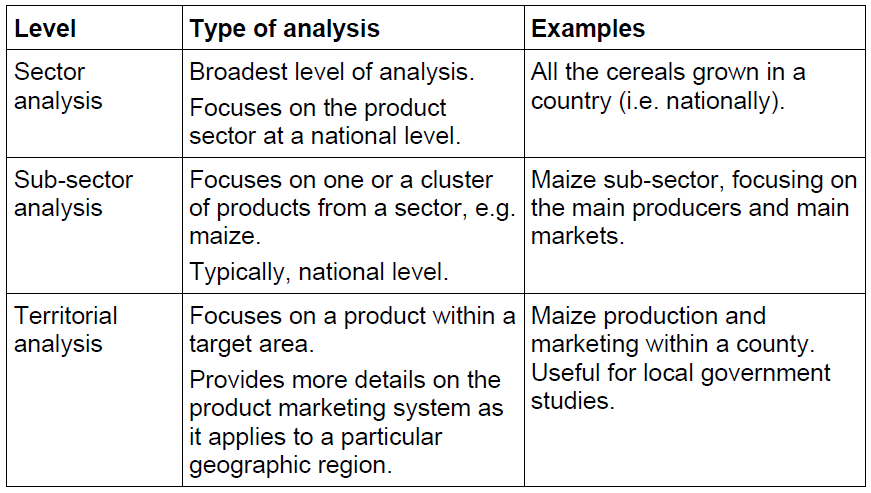 Level
Type of analysis
Examples
Sector
analysis
Broadest level of analysis.
Focuses on the product
sector at a national level.
All the cereals grown in a
country (i.e. nationally).
Sub-sector
analysis
Focuses on one or a cluster
of products from a sector, e.g.
maize.
Typically, national level.
Maize sub-sector, focusing on
the main producers and main
markets.
Territorial
analysis
Focuses on a product within a
target area.
Provides more details on the
product marketing system as
it applies to a particular
geographic region.
Maize production and
marketing within a county.
Useful for local government
studies.